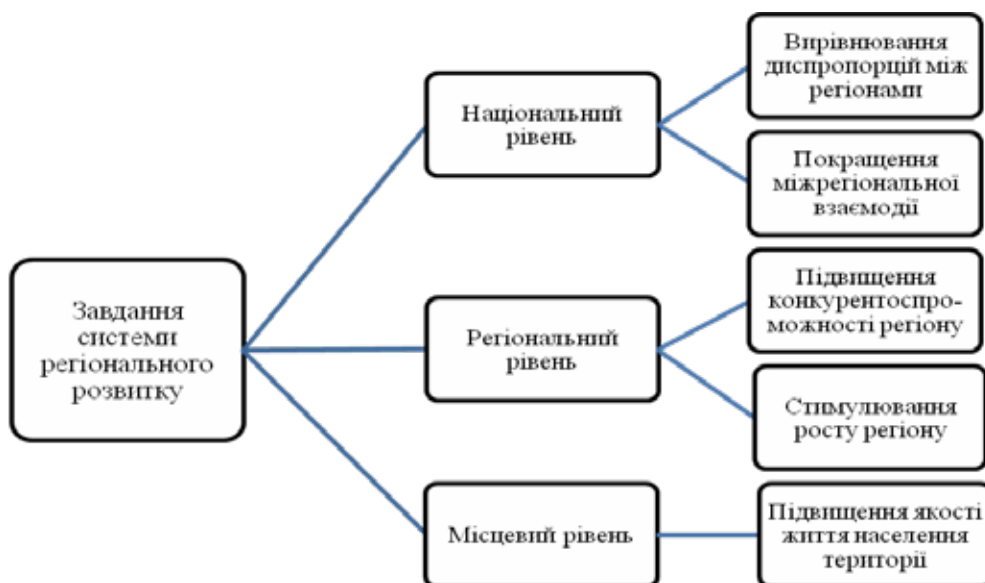 Завдання
системи
регіонального
розвитку
Національний
рівень
Вирівнювання
диспропорцій між
регіонами
Покращення
міжрегіональної
взаємодії
Регіональний
рівень
Підвищення
конкурентоспро-
можності регіону
Стимулювання
росту регіону
Місцевий рівень
Підвищення якості
життя населення
території